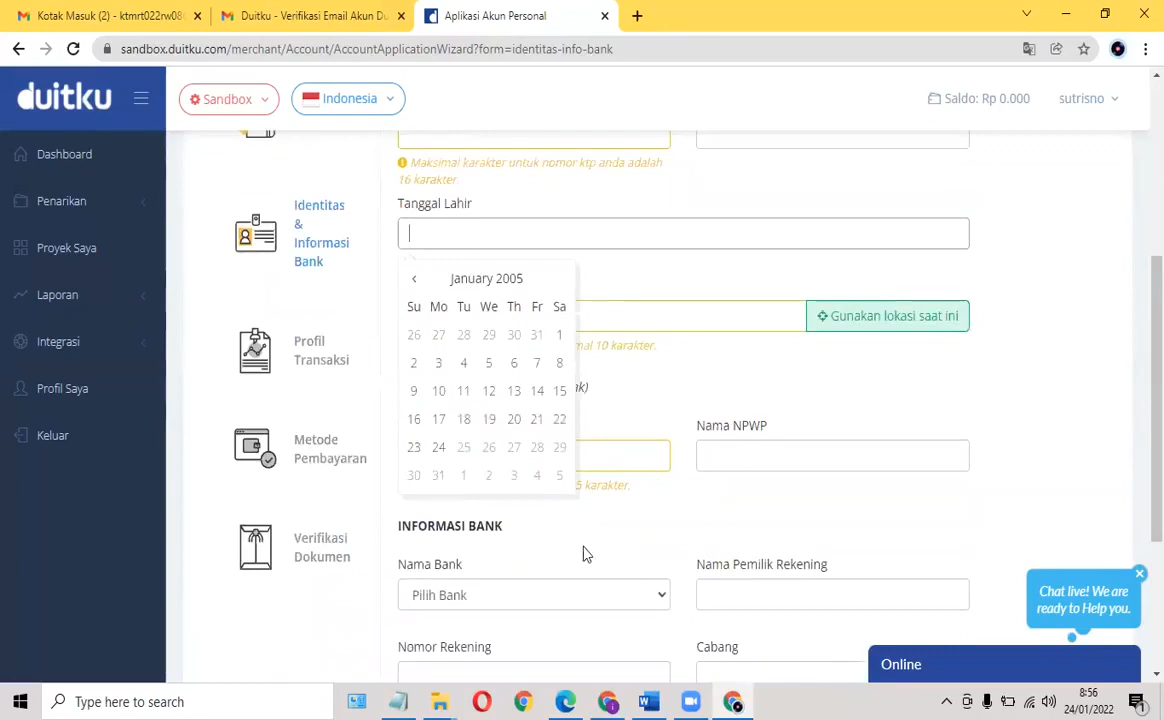 Kotak Masuk (2) - ktmrt022rw08
Duitku - Verifikasi Email Akun Du
Aplikasi Akun Personal
sandbox.duitku.com/merchant/Account/AccountApplicationWizard?form=identitas-info-bank
duitku
Sandbox
Indonesia
Saldo: Rp 0.000
sutrisno
Dashboard
Penarikan
Proyek Saya
Laporan
Integrasi
Profil Saya
Keluar
Identitas
&
Informasi
Bank
Profil
Transaksi
Metode
Pembayaran
Verifikasi
Dokumen
Maksimal karakter untuk nomor ktp anda adalah
16 karakter.
Tanggal Lahir
January 2005
Su Mo Tu We Th Fr Sa
26 27 28 29 30 31 1
2 3 4 5 6 7 8
9 10 11 12 13 14 15
16 17 18 19 20 21 22
23 24 25 26 27 28 29
30 31 1 2 3 4 5
Gunakan lokasi saat ini
mal 10 karakter.
ak)
Nama NPWP
5 karakter.
INFORMASI BANK
Nama Bank
Nama Pemilik Rekening
Pilih Bank
Nomor Rekening
Cabang
Chat live! We are
ready to Help you.
Online
Type here to search
8:56
24/01/2022
1